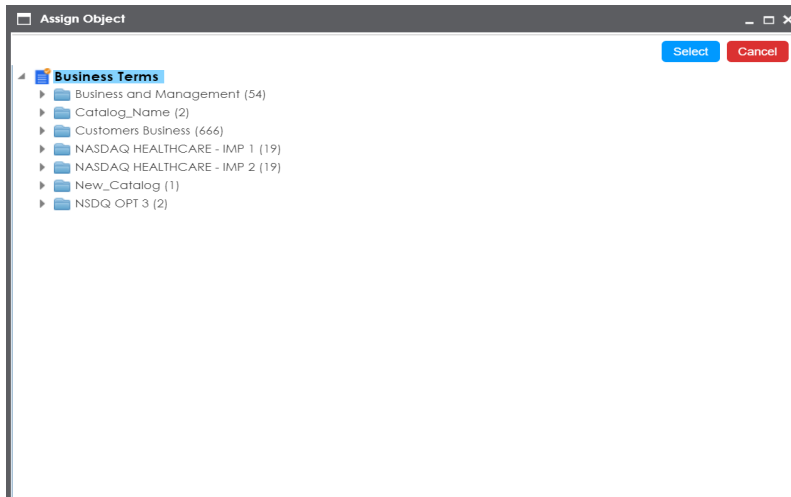 Assign Object
Select Cancel
Business Terms
Business and Management (54)
Catalog_Name (2)
Customers Business (666)
NASDAQ HEALTHCARE - IMP 1 (19)
NASDAQ HEALTHCARE - IMP 2 (19)
New_Catalog (1)
NSDQ OPT 3 (2)